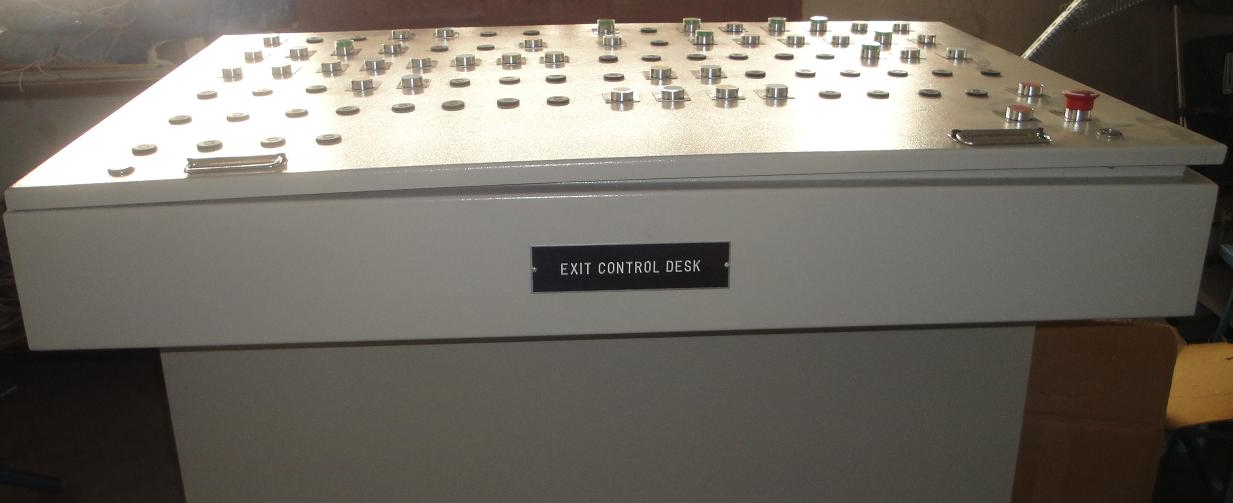 EXIT CONTROL DESK